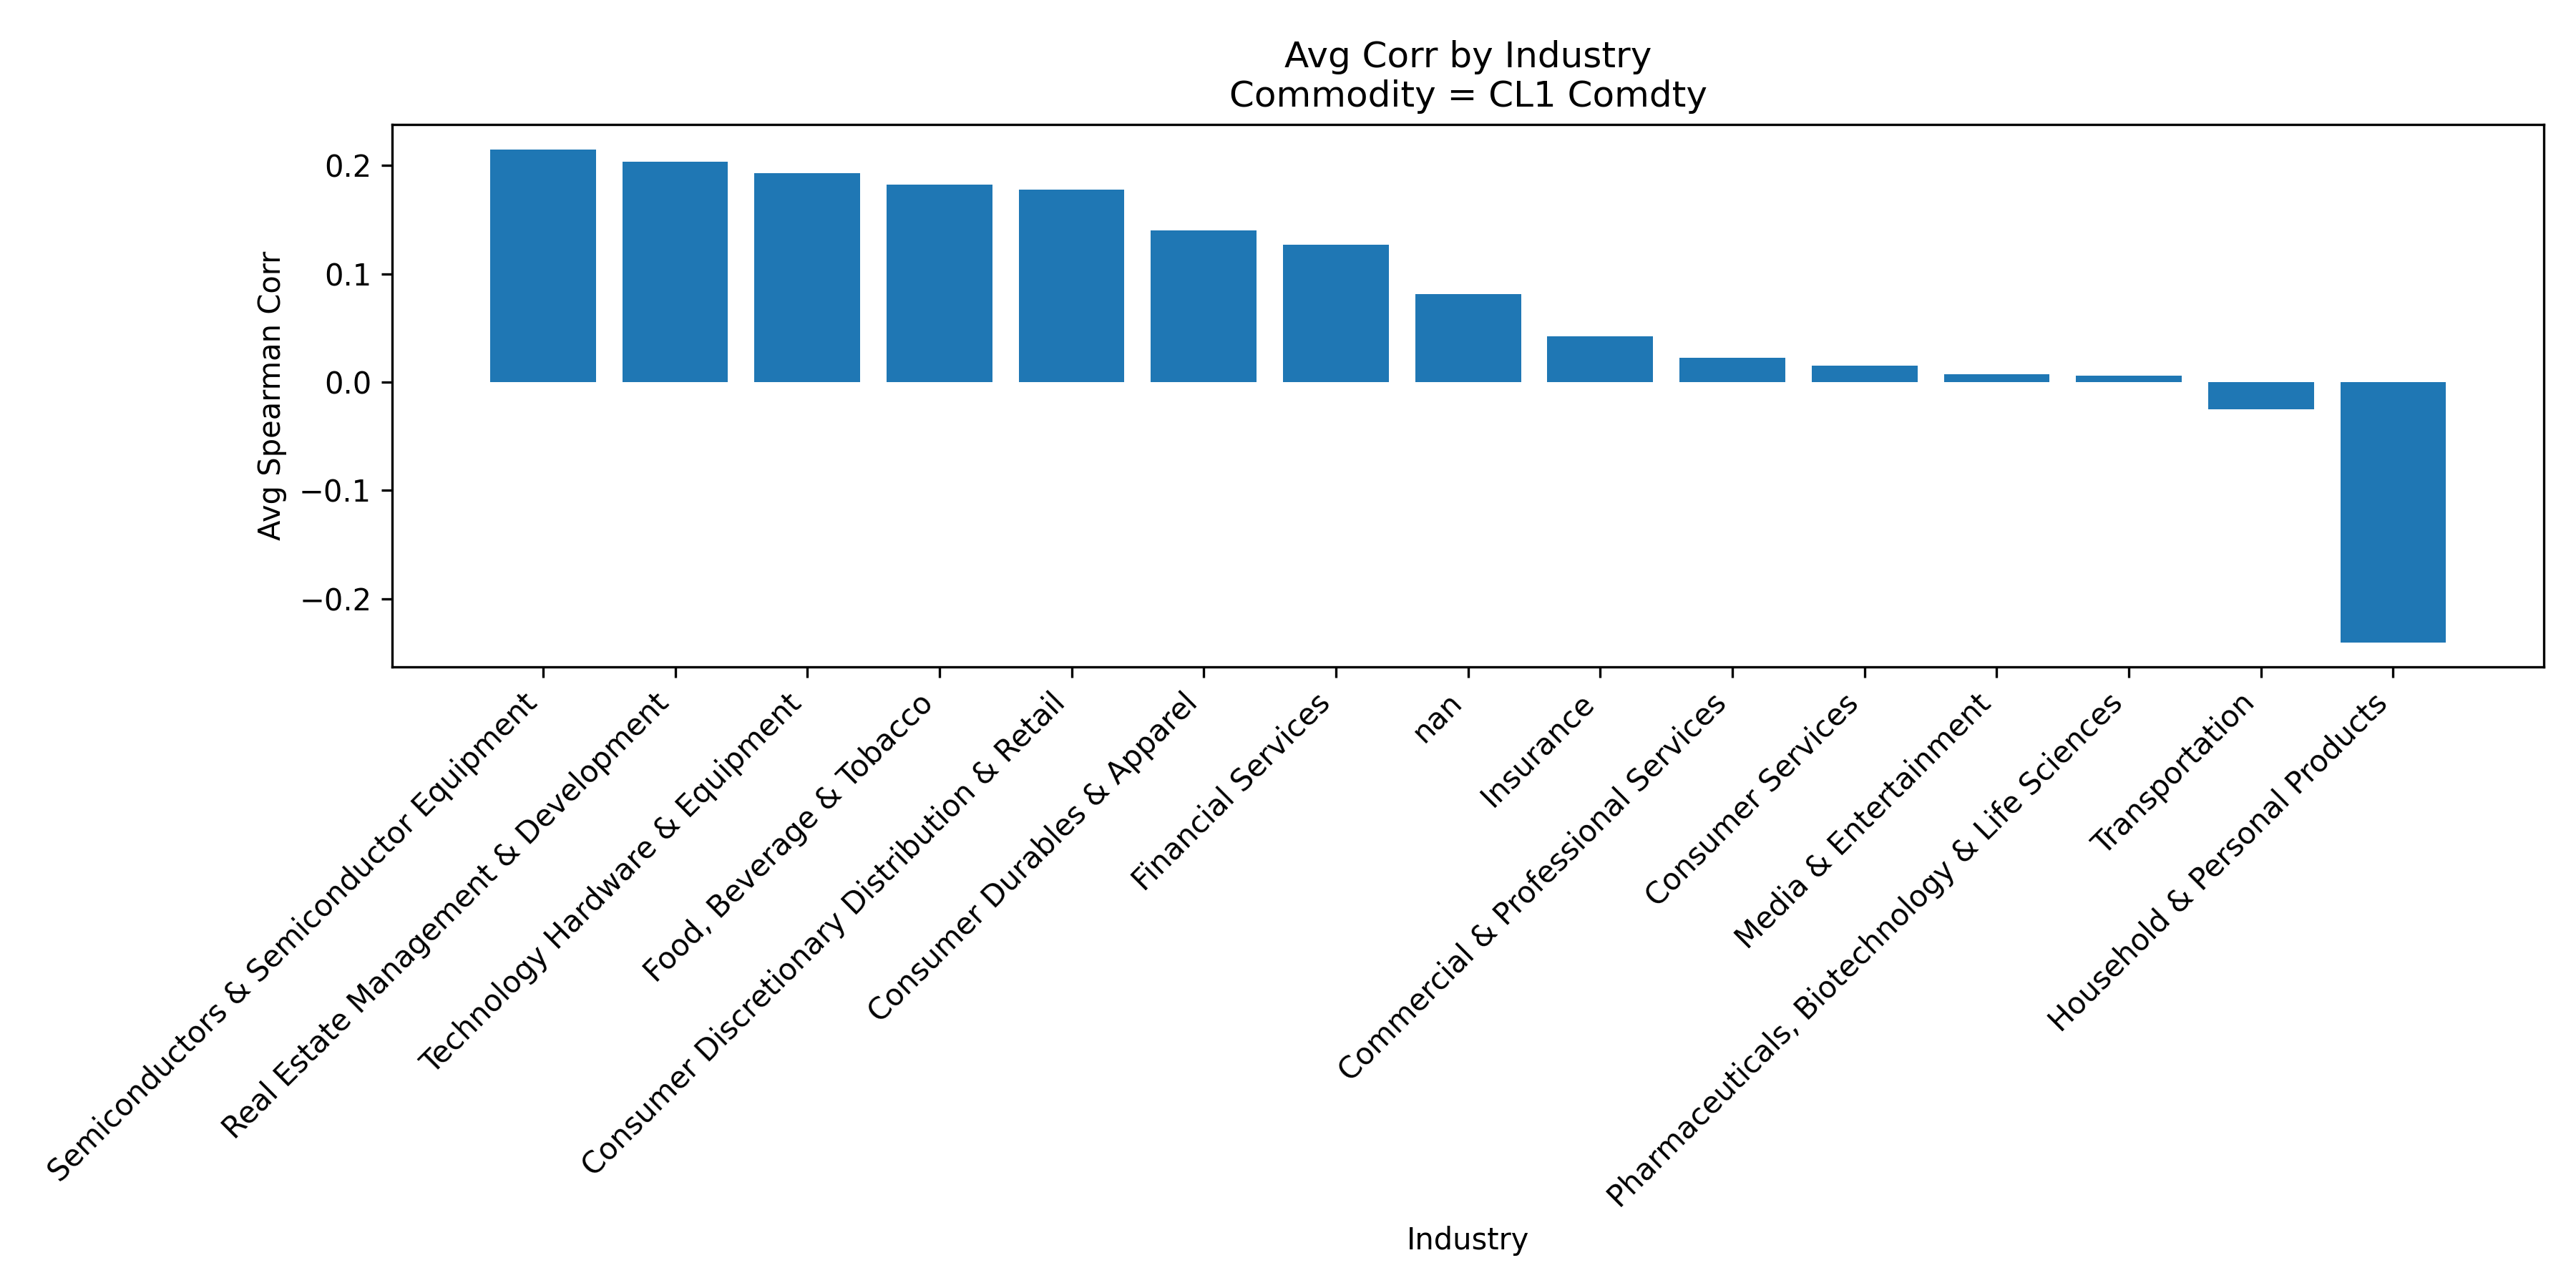 Avg Corr by Industry
Commodity = CL1 Comdty
Avg Spearman Corr
0.2
0.1
0.0
−0.1
−0.2
Semiconductors & Semiconductor Equipment
Real Estate Management & Development
Technology Hardware & Equipment
Food, Beverage & Tobacco
Consumer Discretionary Distribution & Retail
Consumer Durables & Apparel
Financial Services
nan
Insurance
Commercial & Professional Services
Consumer Services
Media & Entertainment
Pharmaceuticals, Biotechnology & Life Sciences
Transportation
Household & Personal Products
Industry